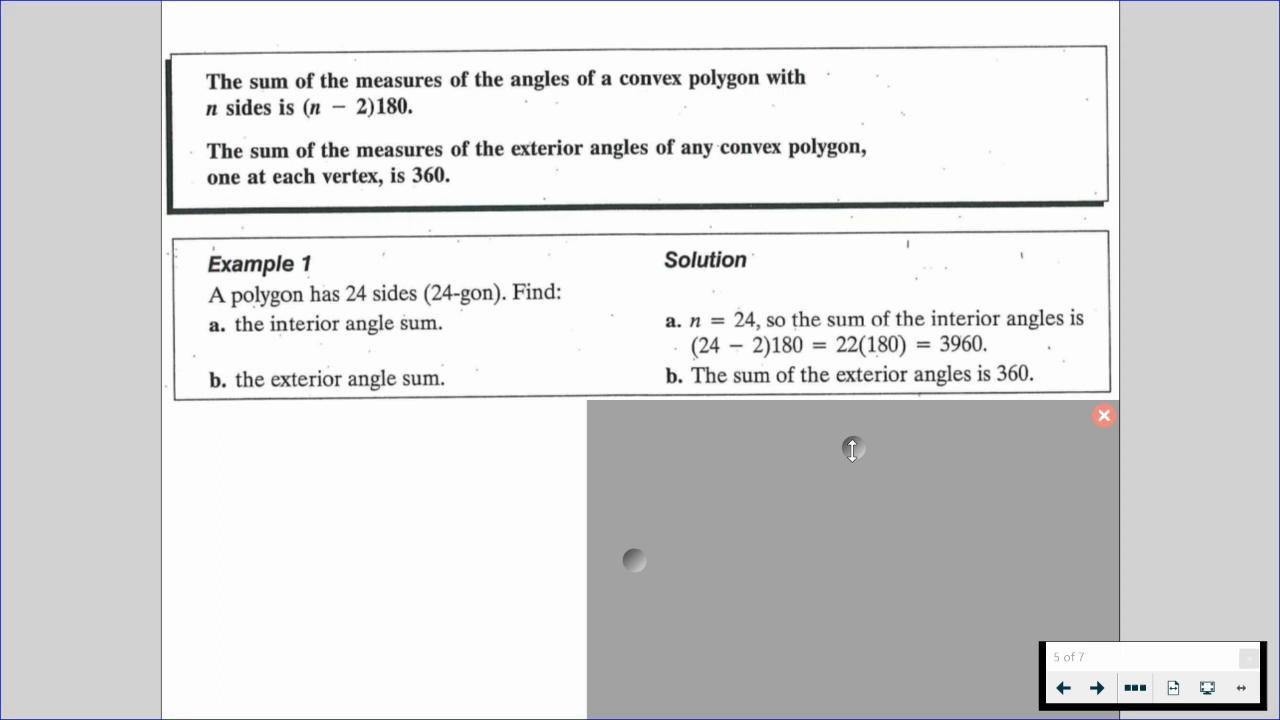 The sum of the measures of the angles of a convex polygon with
n sides is (n − 2)180.
The sum of the measures of the exterior angles of any convex polygon,
one at each vertex, is 360.
Example 1
A polygon has 24 sides (24-gon). Find:
a. the interior angle sum.
b. the exterior angle sum.
Solution
a. n = 24, so the sum of the interior angles is
(24 − 2)180 = 22(180) = 3960.
b. The sum of the exterior angles is 360.
5 of 7